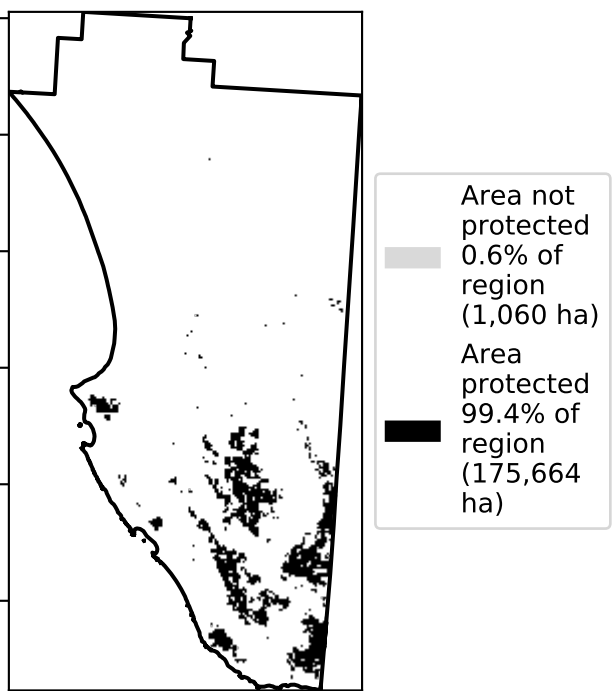 Area not
protected
0.6% of
region
(1,060 ha)
Area
protected
99.4% of
region
(175,664
ha)